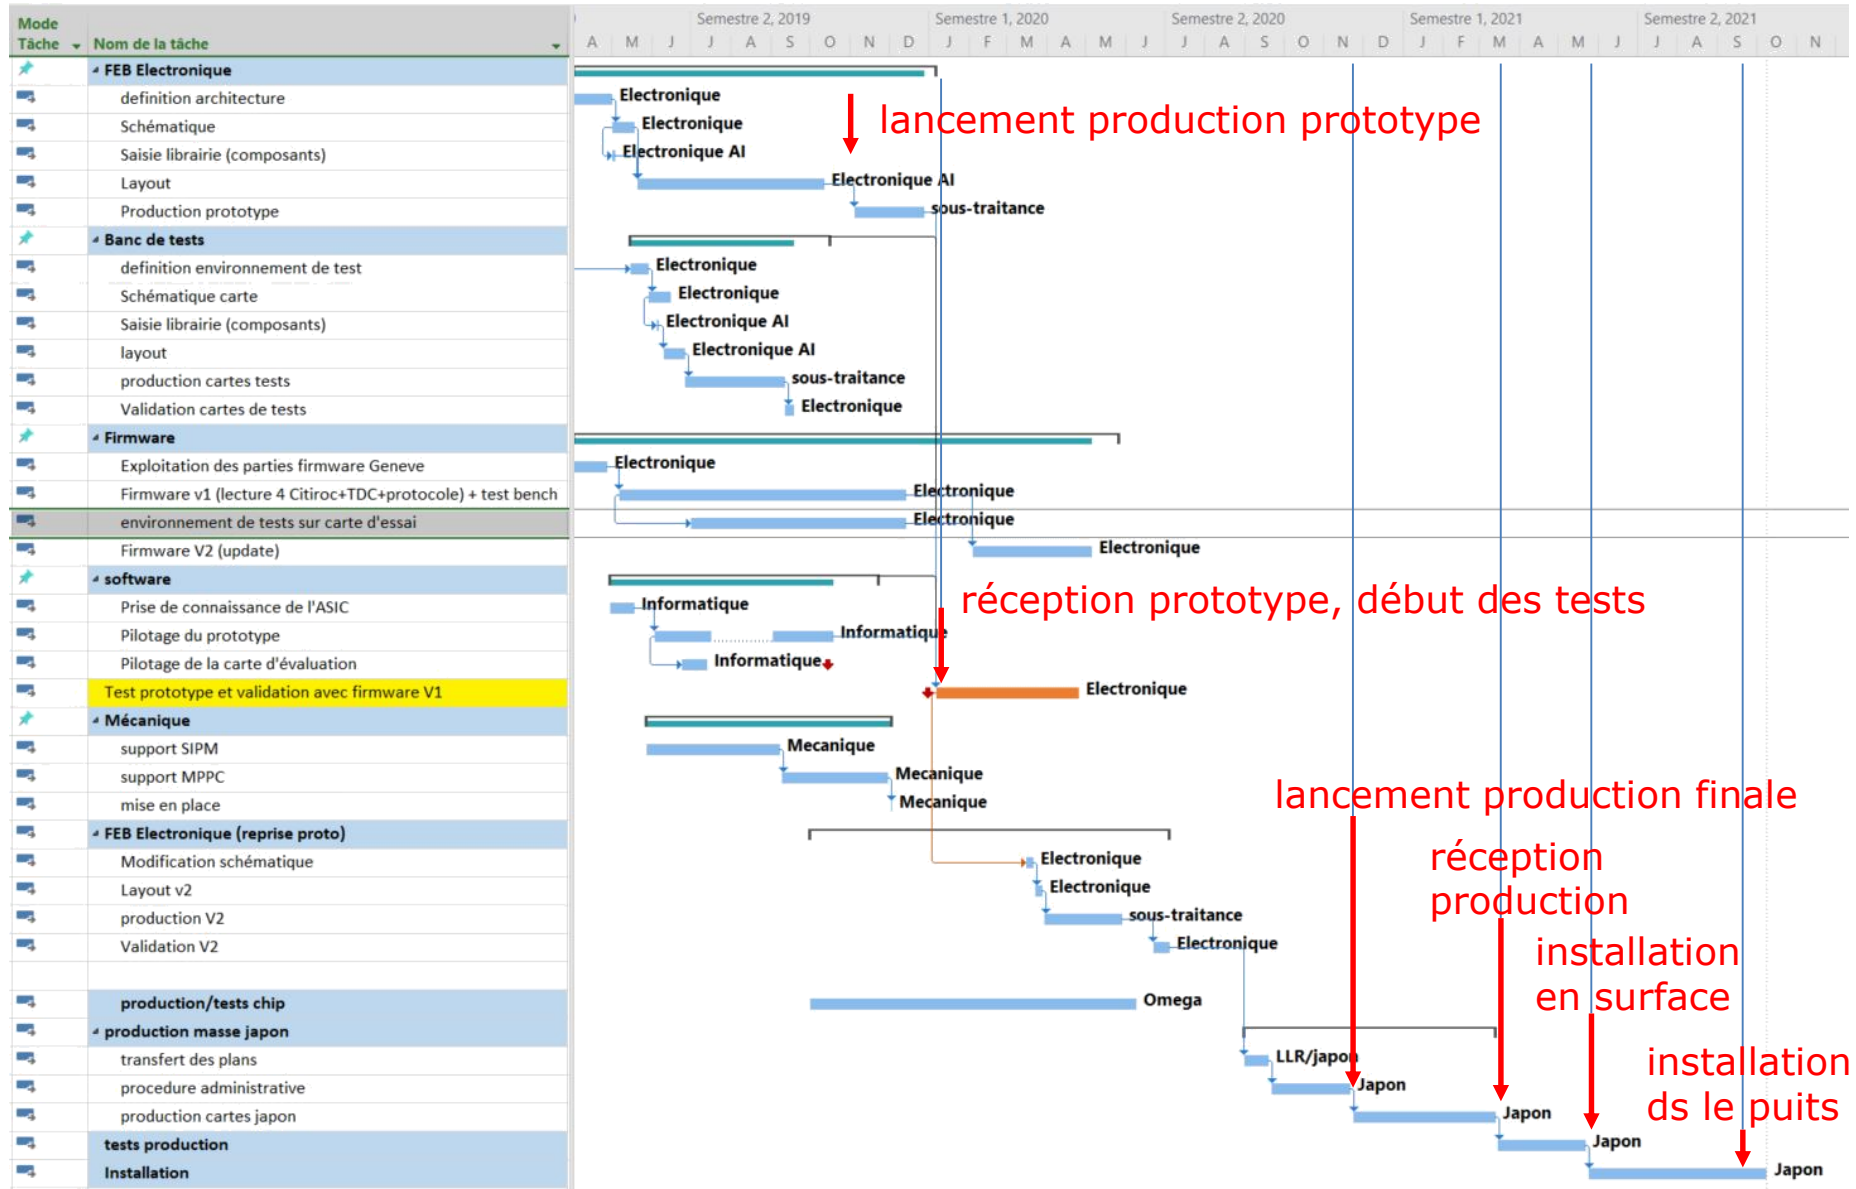 Mode
Tâche
Nom de la tâche
Semestre 2, 2019
Semestre 1, 2020
Semestre 2, 2020
Semestre 1, 2021
Semestre 2, 2021
A M J J A S O N D J F M A M J J A S O N D J F M A M J J A S O N
FEB Electronique
definition architecture
Electronique
lancement production prototype
Schématique
Electronique
Saisie librairie (composants)
Electronique AI
Layout
Electronique AI
Production prototype
sous-traitance
Banc de tests
definition environnement de test
Electronique
Schématique carte
Electronique
Saisie librairie (composants)
Electronique AI
layout
Electronique AI
production cartes tests
sous-traitance
Validation cartes de tests
Electronique
Firmware
Exploitation des parties firmware Geneve
Electronique
Firmware v1 (lecture 4 Citiroc+TDC+protocole) + test bench
Electronique
environnement de tests sur carte d'essai
Electronique
Firmware V2 (update)
Electronique
software
réception prototype, début des tests
Prise de connaissance de l'ASIC
Informatique
Pilotage du prototype
Informatique
Pilotage de la carte d'évaluation
Informatique
Test prototype et validation avec firmware V1
Electronique
Mécanique
support SIPM
Mecanique
support MPPC
Mecanique
mise en place
Mecanique
lancement production finale
FEB Electronique (reprise proto)
Modification schématique
Electronique
réception
production
Layout v2
Electronique
production V2
sous-traitance
Validation V2
Electronique
installation
en surface
production/tests chip
Omega
production masse japon
transfert des plans
LLR/japon
installation
ds le puits
procedure administrative
Japon
production cartes japon
Japon
tests production
Japon
Installation
Japon